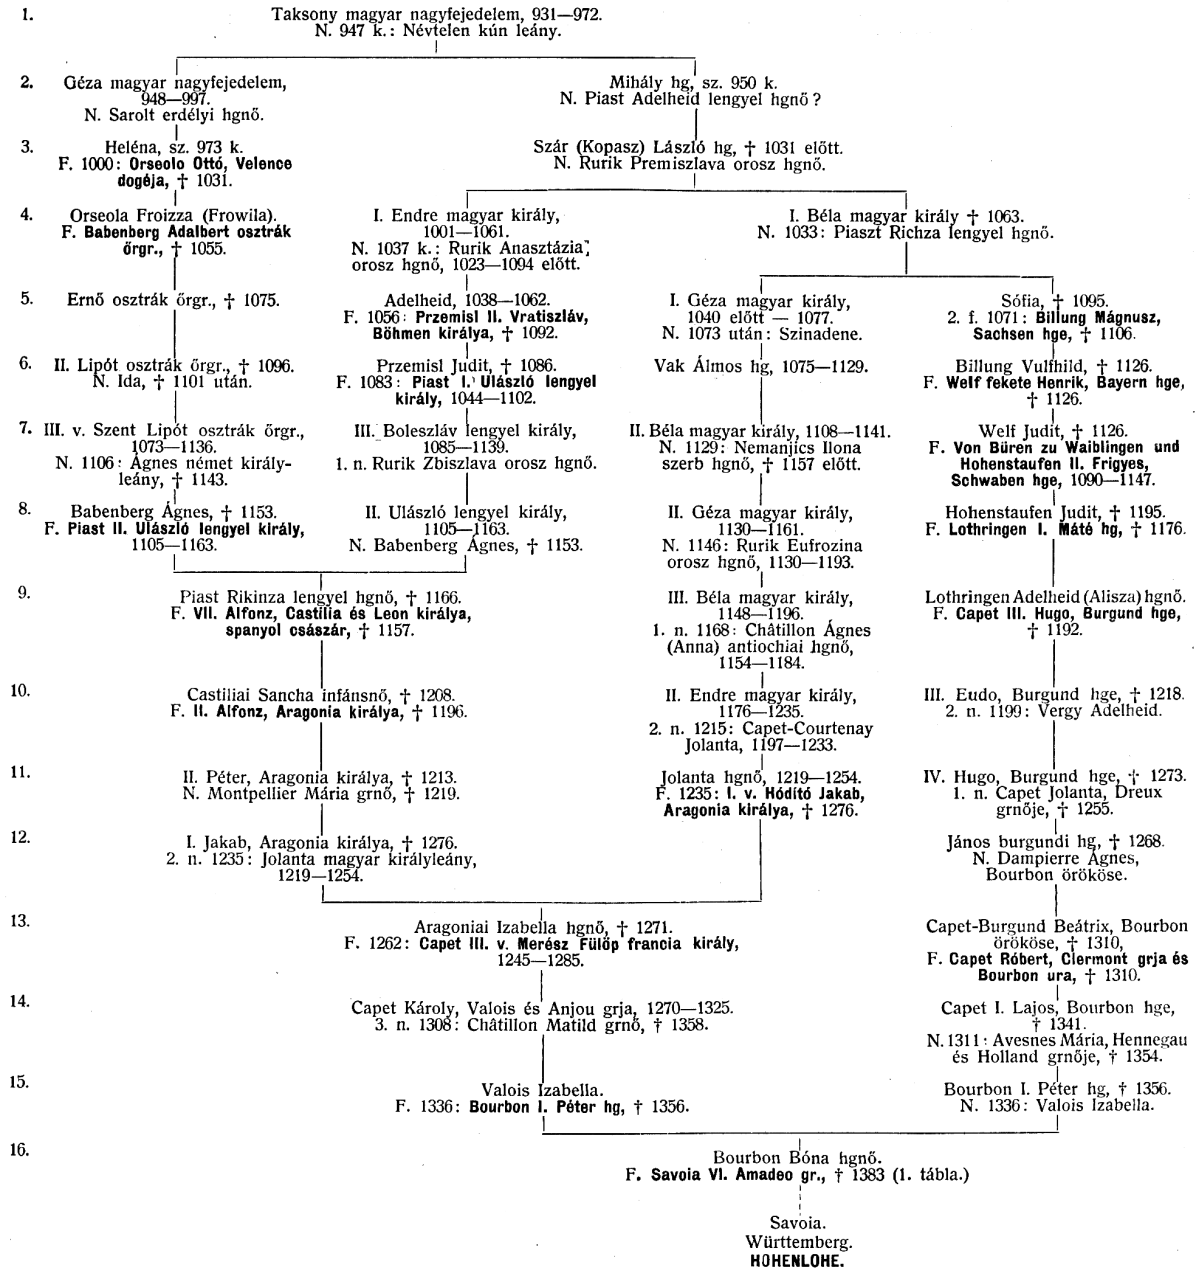 1.
Taksony magyar nagyfejedelem, 931—972.
N. 947 k.: Névtelen kún leány.
2.
Géza magyar nagyfejedelem,
948—997.
N. Sarolt erdélyi hgnő.
Mihály hg, sz. 950 k.
N. Piast Adelheid lengyel hgnő?
3.
Heléna, sz. 973 k.
F. 1000: Orseolo Ottó, Velence
dogéja, † 1031.
Szár (Kopasz) László hg, † 1031 előtt.
N. Rurik Premiszlava orosz hgnő.
4.
Orseola Froizza (Frowila).
F. Babenberg Adalbert osztrák
őrgr., † 1055.
I. Endre magyar király,
1001—1061.
N. 1037 k.: Rurik Anasztázia,
orosz hgnő, 1023—1094 előtt.
I. Béla magyar király † 1063.
N. 1033: Piaszt Richza lengyel hgnő.
5.
Ernő osztrák őrgr., † 1075.
Adelheid, 1038—1062.
F. 1056: Przemisl II. Vratiszláv,
Böhmen királya, † 1092.
I. Géza magyar király,
1040 előtt — 1077.
N. 1073 után: Szinadene.
Sófia, † 1095.
2. f. 1071: Billung Mágnusz,
Sachsen hge, † 1106.
6.
II. Lipót osztrák őrgr., † 1096.
N. Ida, † 1101 után.
Przemisl Judit, † 1086.
F. 1083: Piast I. Ulászló lengyel
király, 1044—1102.
Vak Álmos hg, 1075—1129.
Billung Vulfhild, † 1126.
F. Welf fekete Henrik, Bayern hge,
† 1126.
7.
III. v. Szent Lipót osztrák őrgr.,
1073—1136.
N. 1106: Ágnes német király-
leány, † 1143.
III. Boleszláv lengyel király,
1085—1139.
1. n. Rurik Zbiszlava orosz hgnő.
II. Béla magyar király, 1108—1141.
N. 1129: Nemanjics Ilona
szerb hgnő, † 1157 előtt.
Welf Judit, † 1126.
F. Von Büren zu Waiblingen und
Hohenstaufen II. Frigyes,
Schwaben hge, 1090—1147.
8.
Babenberg Ágnes, † 1153.
F. Piast II. Ulászló lengyel király,
1105—1163.
II. Ulászló lengyel király,
1105—1163.
N. Babenberg Ágnes, † 1153.
II. Géza magyar király,
1130—1161.
N. 1146: Rurik Eufrozina
orosz hgnő, 1130—1193.
Hohenstaufen Judit, † 1195.
F. Lothringen I. Máté hg, † 1176.
9.
Piast Rikinza lengyel hgnő, † 1166.
F. VII. Alfonz, Castilia és Leon királya,
spanyol császár, † 1157.
III. Béla magyar király,
1148—1196.
1. n. 1168: Châtillon Ágnes
(Anna) antiochiai hgnő,
1154—1184.
Lothringen Adelheid (Alisza) hgnő.
F. Capet III. Hugo, Burgund hge,
† 1192.
10.
Castiliai Sancha infánsnő, † 1208.
F. II. Alfonz, Aragonia királya, † 1196.
II. Endre magyar király,
1176—1235.
2. n. 1215: Capet-Courtenay
Jolanta, 1197—1233.
III. Eudo, Burgund hge, † 1218.
2. n. 1199: Vergy Adelheid.
11.
II. Péter, Aragonia királya, † 1213.
N. Montpellier Mária grnő, † 1219.
Jolanta hgnő, 1219—1254.
F. 1235: I. v. Hódító Jakab,
Aragonia királya, † 1276.
IV. Hugo, Burgund hge, † 1273.
1. n. Capet Jolanta, Dreux
grnője, † 1255.
12.
I. Jakab, Aragonia királya, † 1276.
2. n. 1235: Jolanta magyar királyleány,
1219—1254.
János burgundi hg, † 1268.
N. Dampierre Ágnes,
Bourbon örököse.
13.
Aragoniai Izabella hgnő, † 1271.
F. 1262: Capet III. v. Merész Fülöp francia király,
1245—1285.
Capet-Burgund Beátrix, Bourbon
örököse, † 1310,
F. Capet Róbert, Clermont grja és
Bourbon ura, † 1310.
14.
Capet Károly, Valois és Anjou grja, 1270—1325.
3. n. 1308: Châtillon Matild grnő, † 1358.
Capet I. Lajos, Bourbon hge,
† 1341.
N. 1311: Avesnes Mária, Hennegau
és Holland grnője, † 1354.
15.
Valois Izabella.
F. 1336: Bourbon I. Péter hg, † 1356.
Bourbon I. Péter hg, † 1356.
N. 1336: Valois Izabella.
16.
Bourbon Bóna hgnő.
F. Savoia VI. Amadeo gr., † 1383 (1. tábla.)
Savoia.
Württemberg.
HOHENLOHE.